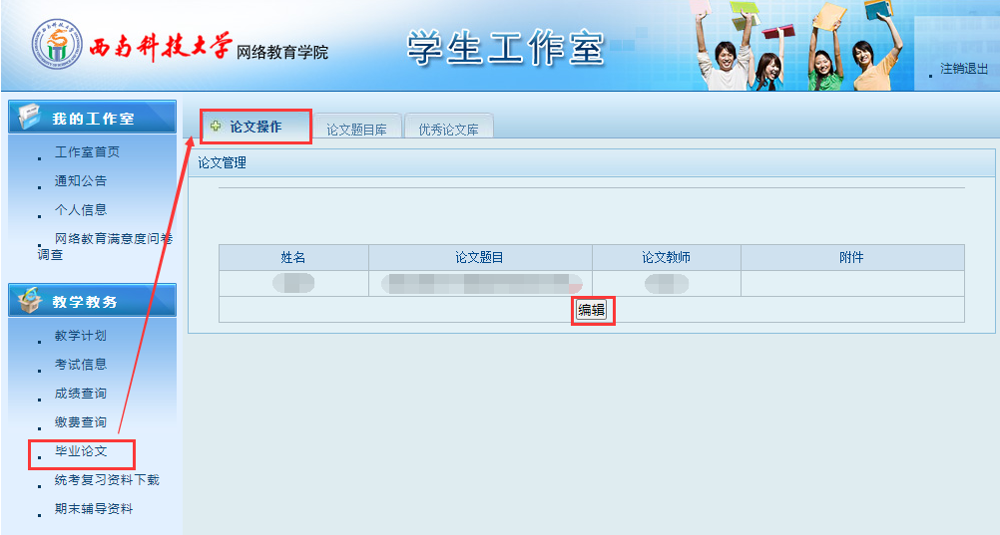 西南科技大学 网络教育学院
学生工作室
注销退出
我的工作室
工作室首页
通知公告
个人信息
网络教育满意度问卷
调查
教学教务
教学计划
考试信息
成绩查询
缴费查询
毕业论文
统考复习资料下载
期末辅导资料
论文操作 论文题目库 优秀论文库
论文管理
姓名 论文题目 论文教师 附件
编辑